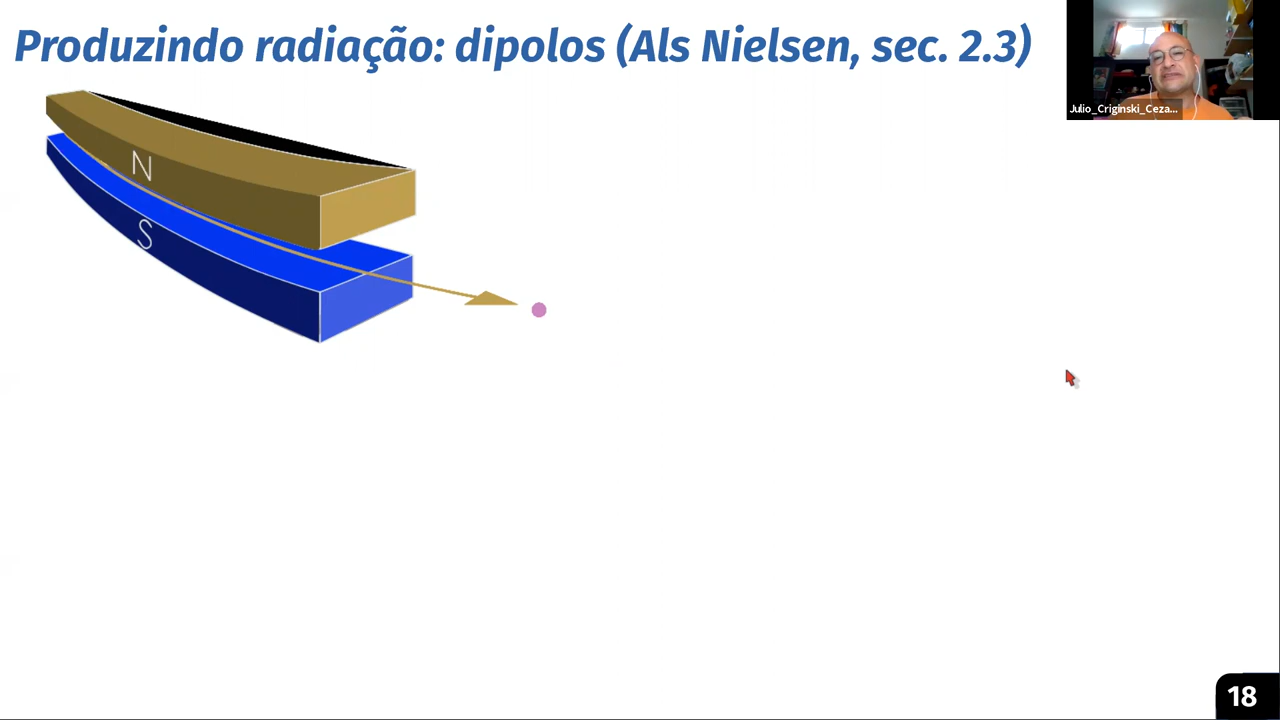 Produzindo radiação: dipolos (Als Nielsen, sec. 2.3)
Julio_Criginski_Ceza...
N
S
18